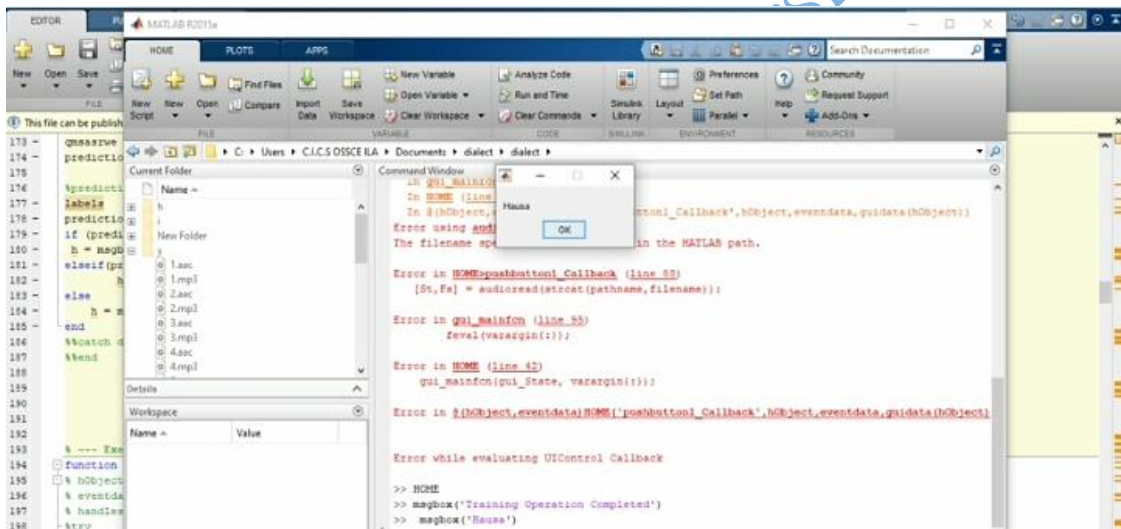 EDITOR
MATLAB R2015a
HOME PLOTS APPS
Search Documentation
New Open Save
FILE
New Script
New
Open
Find Files
Compare
Import Data
Save Workspace
New Variable
Open Variable
Clear Workspace
Analyze Code
Run and Time
Clear Commands
Simulink Library
Layout
Preferences
Set Path
Parallel
Help
Community
Request Support
Add-Ons
FILE VARIABLE CODE SIMULINK ENVIRONMENT RESOURCES
This file can be publish
C: Users C.I.C.S OSSCE ILA Documents dialect dialect
Current Folder
Name
h
i
New Folder
y
1.aac
1.mp3
2.aac
2.mp3
3.aac
3.mp3
4.aac
4.mp3
Details
Workspace
Name Value
173
174 predictio
175
176 %predicti
177 labels
178 predictio
179 if (predi
180 h = msgb
181 elseif(pr
182 h
183 else
184 h = m
185 end
186 %%catch
187 %%end
188
189
190
191
192
193 % --- Exe
194 function
195 % hObject
196 % eventda
197 % handles
198 %try
Command Window
In gui_mainfcn
In HOME (line
In @(hObject,e tton1_Callback',hObject,eventdata,guidata(hObject))
Error using audi
The filename spe in the MATLAB path.
Error in HOME>pushbutton1_Callback (line 88)
[St,Fs] = audioread(strcat(pathname,filename));
Error in gui_mainfcn (line 95)
feval(varargin{:});
Error in HOME (line 42)
gui_mainfcn(gui_State, varargin{:});
Error in @(hObject,eventdata)HOME('pushbutton1_Callback',hObject,eventdata,guidata(hObject)
Error while evaluating UIControl Callback
>> HOME
>> msgbox('Training Operation Completed')
>> msgbox('Hausa')
Hausa
OK